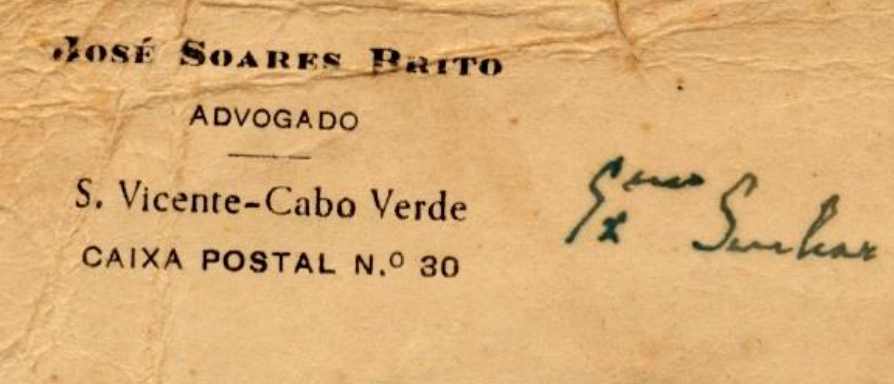 JOSÉ SOARES BRITO
ADVOGADO
S. Vicente-Cabo Verde
CAIXA POSTAL N.º 30
Exmo Senhor